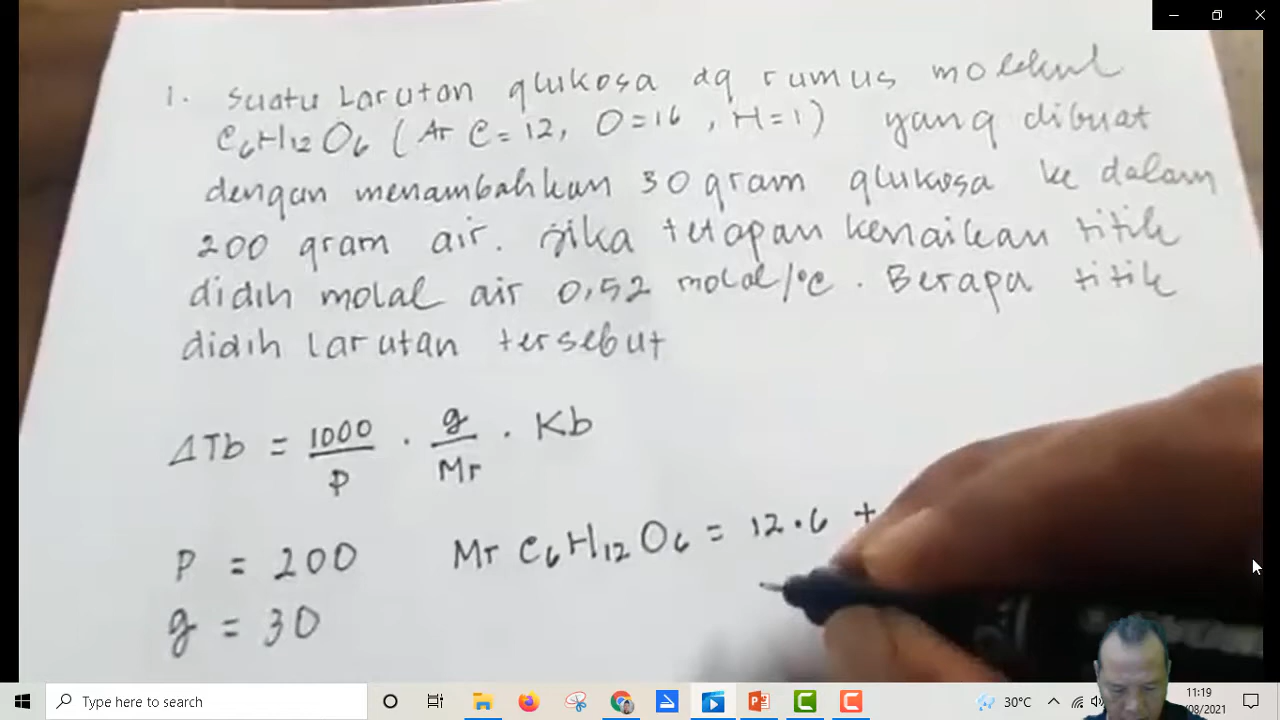 1. Suatu Larutan glukosa dg rumus molekul
C6H12O6 (Ar C = 12, O = 16, H = 1) yang dibuat
dengan menambahkan 30 gram glukosa ke dalam
200 gram air. Jika tetapan kenaikan titik
didih molal air 0,52 molal/°C. Berapa titik
didih larutan tersebut
ΔTb = 1000/P · g/Mr · Kb
P = 200 Mr C6H12O6 = 12·6 +
g = 30
Type here to search
30°C
11:19
/08/2021